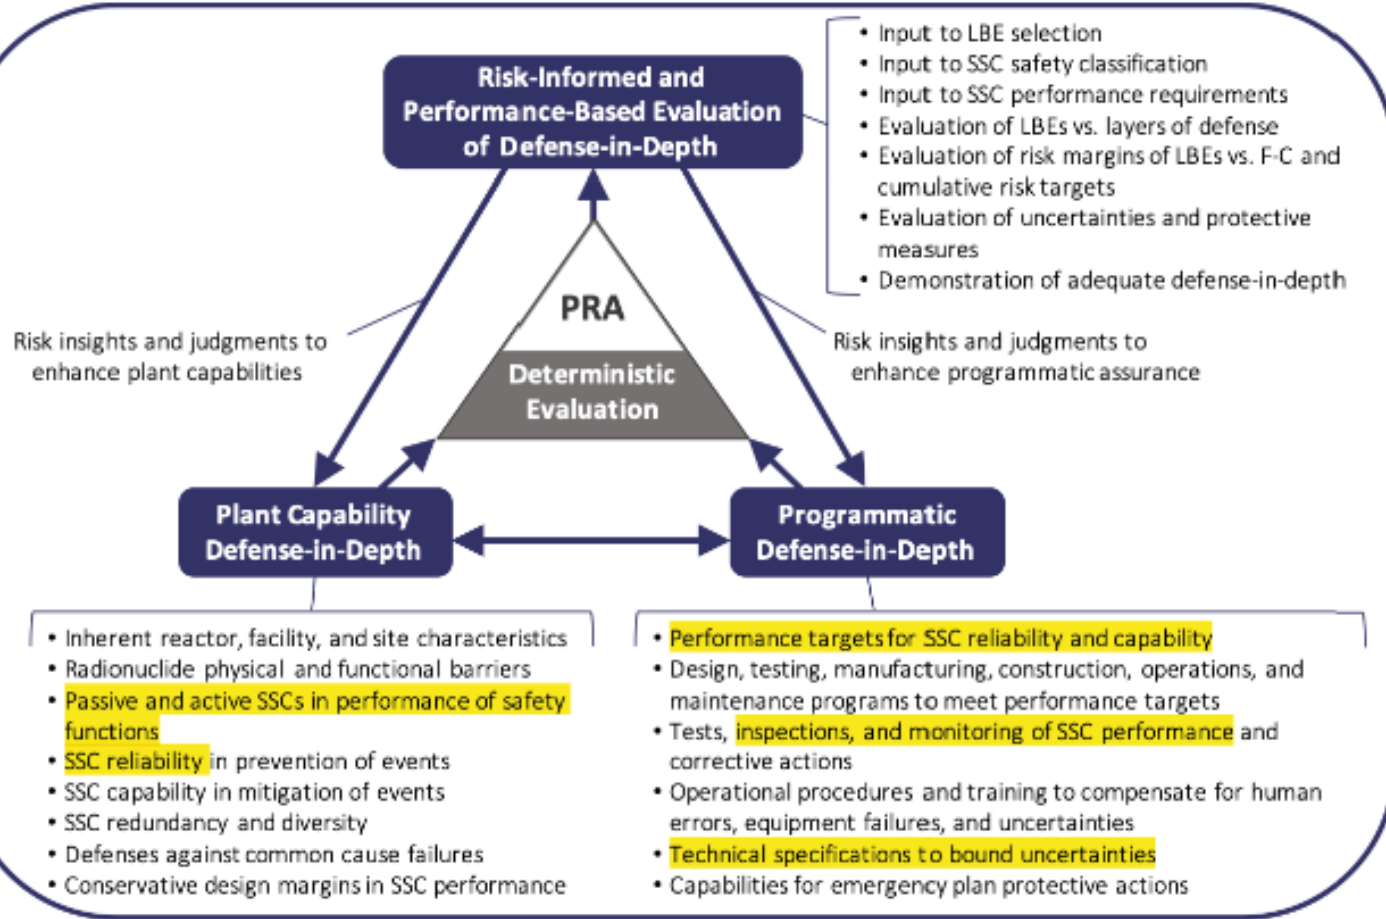 Risk-Informed and
Performance-Based Evaluation
of Defense-in-Depth
• Input to LBE selection
• Input to SSC safety classification
• Input to SSC performance requirements
• Evaluation of LBEs vs. layers of defense
• Evaluation of risk margins of LBEs vs. F-C and
cumulative risk targets
• Evaluation of uncertainties and protective
measures
• Demonstration of adequate defense-in-depth
PRA
Deterministic
Evaluation
Risk insights and judgments to
enhance plant capabilities
Risk insights and judgments to
enhance programmatic assurance
Plant Capability
Defense-in-Depth
Programmatic
Defense-in-Depth
• Inherent reactor, facility, and site characteristics
• Radionuclide physical and functional barriers
• Passive and active SSCs in performance of safety
functions
• SSC reliability in prevention of events
• SSC capability in mitigation of events
• SSC redundancy and diversity
• Defenses against common cause failures
• Conservative design margins in SSC performance
• Performance targets for SSC reliability and capability
• Design, testing, manufacturing, construction, operations, and
maintenance programs to meet performance targets
• Tests, inspections, and monitoring of SSC performance and
corrective actions
• Operational procedures and training to compensate for human
errors, equipment failures, and uncertainties
• Technical specifications to bound uncertainties
• Capabilities for emergency plan protective actions